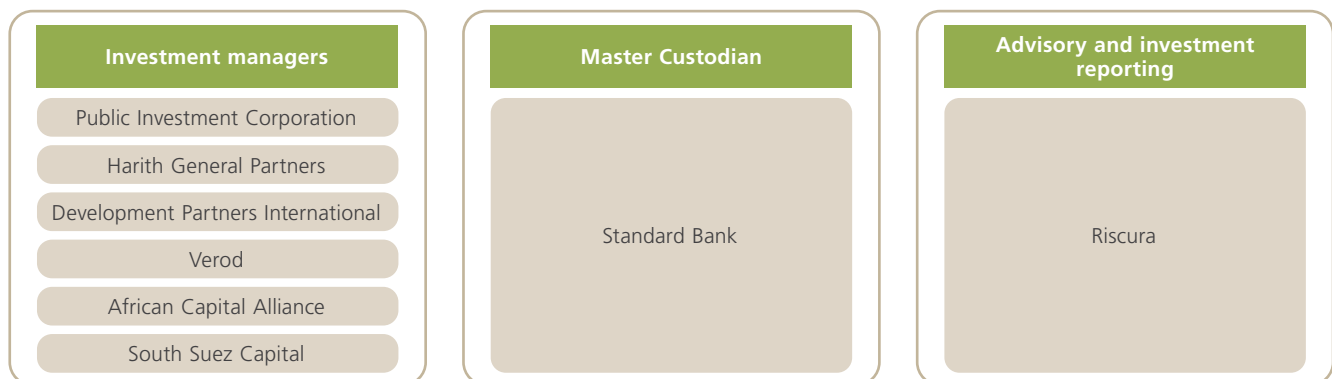 Investment managers
Public Investment Corporation
Harith General Partners
Development Partners International
Verod
African Capital Alliance
South Suez Capital
Master Custodian
Standard Bank
Advisory and investment
reporting
Riscura